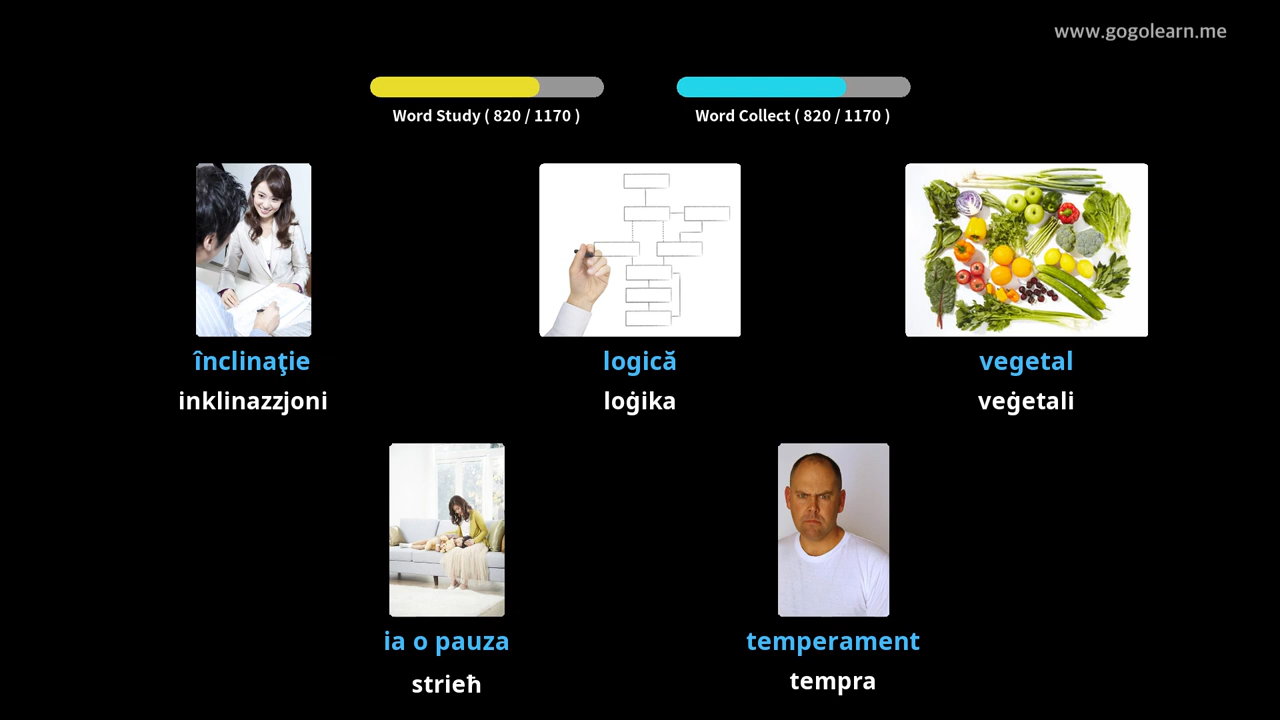 www.gogolearn.me
Word Study ( 820 / 1170 )
Word Collect ( 820 / 1170 )
înclinaţie
inklinazzjoni
logică
loġika
vegetal
veġetali
ia o pauza
strieħ
temperament
tempra